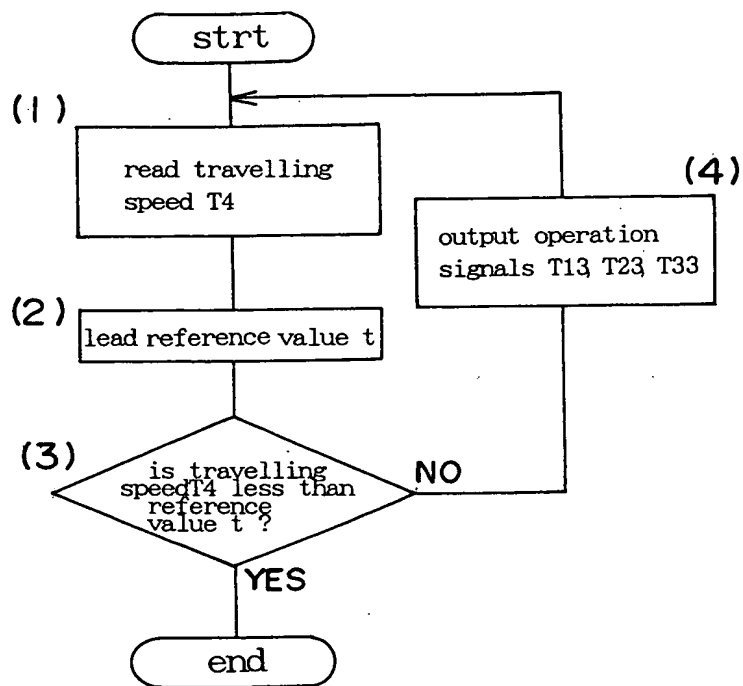 strt
(1)
read travelling
speed T4
(2)
lead reference value t
(3)
is travelling
speedT4 less than
reference
value t ?
NO
YES
(4)
output operation
signals T13, T23, T33
end